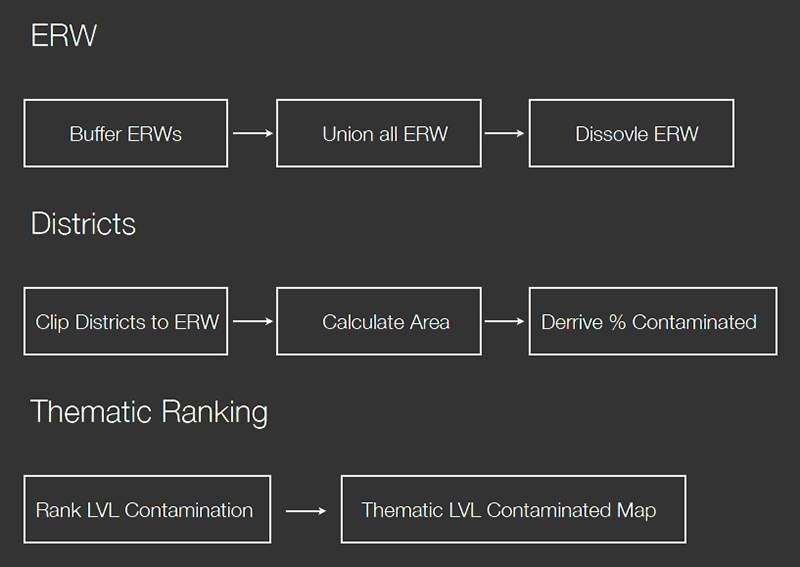 ERW
Buffer ERWs
Union all ERW
Dissovle ERW
Districts
Clip Districts to ERW
Calculate Area
Derrive % Contaminated
Thematic Ranking
Rank LVL Contamination
Thematic LVL Contaminated Map